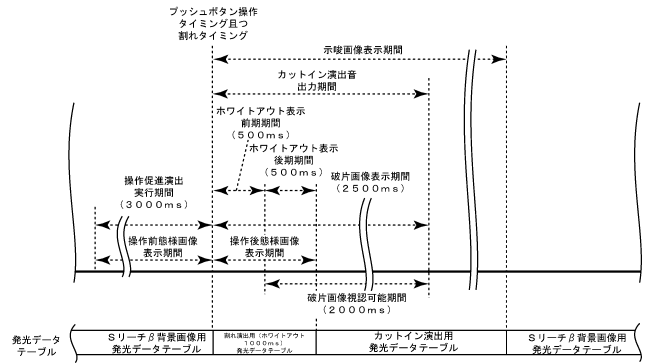 プッシュボタン操作
タイミング且つ
割れタイミング
示唆画像表示期間
カットイン演出音
出力期間
ホワイトアウト表示
前期期間
（５００ｍｓ）
ホワイトアウト表示
後期期間
（５００ｍｓ）
操作促進演出
実行期間
（３０００ｍｓ）
破片画像表示期間
（２５００ｍｓ）
操作前態様画像
表示期間
操作後態様画像
表示期間
破片画像視認可能期間
（２０００ｍｓ）
発光データ
テーブル
Ｓリーチβ背景画像用
発光データテーブル
割れ演出用（ホワイトアウト
１０００ｍｓ）
発光データテーブル
カットイン演出用
発光データテーブル
Ｓリーチβ背景画像用
発光データテーブル